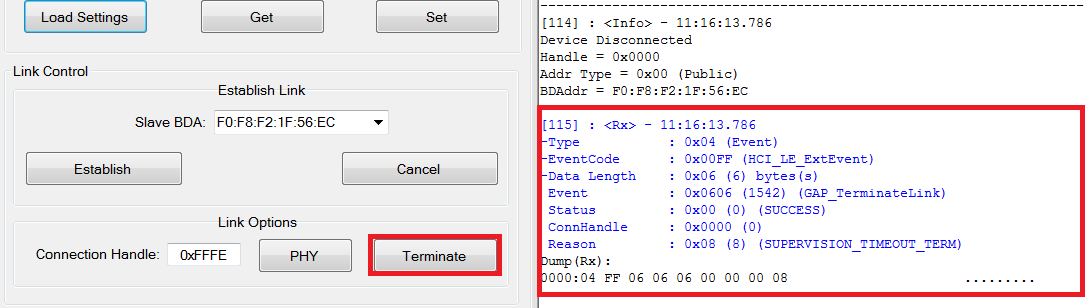 Load Settings
Get
Set
Link Control
Establish Link
Slave BDA: F0:F8:F2:1F:56:EC
Establish
Cancel
Link Options
Connection Handle: 0xFFFE
PHY
Terminate
--------------------------------------------------------------------
[114] : <Info> - 11:16:13.786
Device Disconnected
Handle = 0x0000
Addr Type = 0x00 (Public)
BDAddr = F0:F8:F2:1F:56:EC
[115] : <Rx> - 11:16:13.786
-Type : 0x04 (Event)
-EventCode : 0x00FF (HCI_LE_ExtEvent)
-Data Length : 0x06 (6) bytes(s)
Event : 0x0606 (1542) (GAP_TerminateLink)
Status : 0x00 (0) (SUCCESS)
ConnHandle : 0x0000 (0)
Reason : 0x08 (8) (SUPERVISION_TIMEOUT_TERM)
Dump(Rx):
0000:04 FF 06 06 06 00 00 00 08 .........